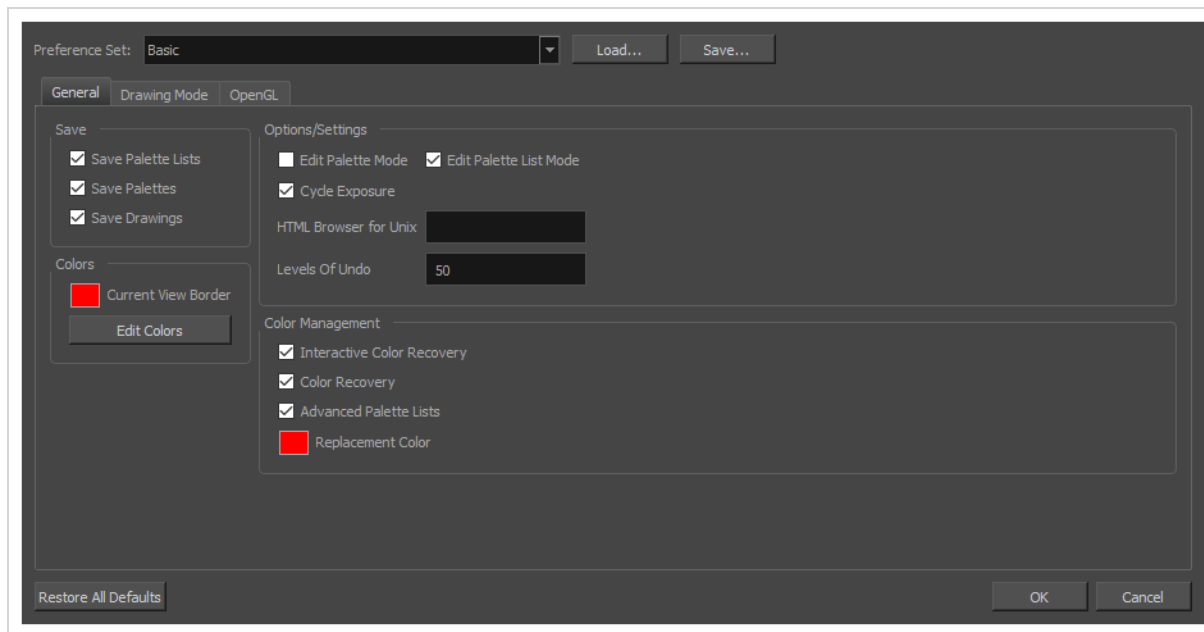 Preference Set: Basic Load... Save...
General Drawing Mode OpenGL
Save
Save Palette Lists
Save Palettes
Save Drawings
Colors
Current View Border
Edit Colors
Options/Settings
Edit Palette Mode Edit Palette List Mode
Cycle Exposure
HTML Browser for Unix
Levels Of Undo 50
Color Management
Interactive Color Recovery
Color Recovery
Advanced Palette Lists
Replacement Color
Restore All Defaults OK Cancel